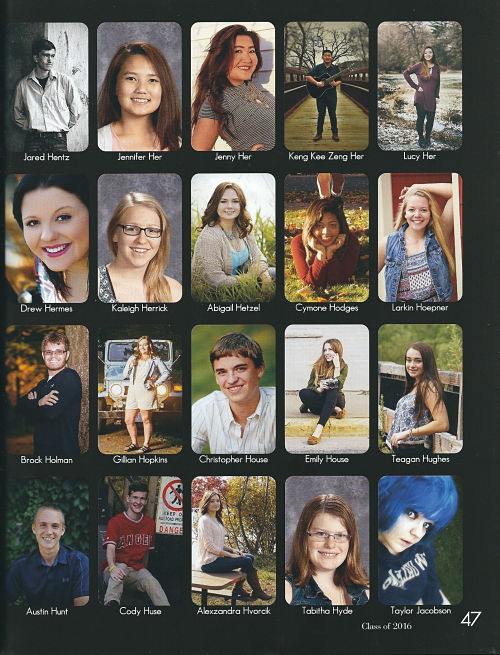 Jared Hentz
Jennifer Her
Jenny Her
Keng Kee Zeng Her
Lucy Her
Drew Hermes
Kaleigh Herrick
Abigail Hetzel
Cymone Hodges
Larkin Hoepner
Brock Holman
Gillian Hopkins
Christopher House
Emily House
Teagan Hughes
DANGER
Austin Hunt
Cody Huse
Alexzandra Hvorcik
Tabitha Hyde
Taylor Jacobson
Class of 2016
47